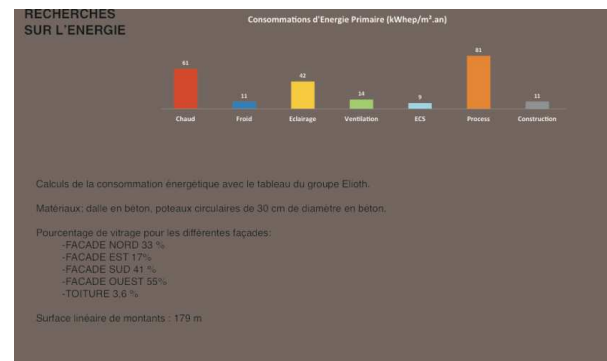 RECHERCHES
SUR L'ENERGIE
Consommations d'Energie Primaire (kWhep/m².an)
61
11
42
14
9
81
11
Chaud Froid Eclairage Ventilation ECS Process Construction
Calculs de la consommation énergétique avec le tableau du groupe Elioth.
Matériaux: dalle en béton, poteaux circulaires de 30 cm de diamètre en béton.
Pourcentage de vitrage pour les différentes façades:
-FACADE NORD 33 %
-FACADE EST 17%
-FACADE SUD 41 %
-FACADE OUEST 55%
-TOITURE 3,6 %
Surface linéaire de montants : 179 m